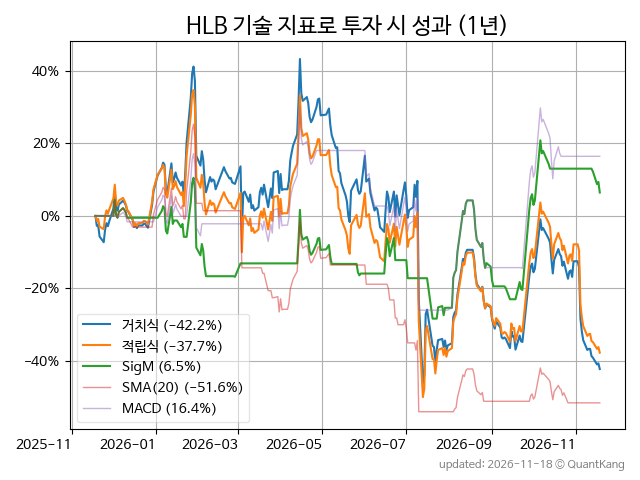 HLB 기술 지표로 투자 시 성과 (1년)
40%
20%
0%
−20%
−40%
거치식 (−42.2%)
적립식 (−37.7%)
SigM (6.5%)
SMA(20) (−51.6%)
MACD (16.4%)
2025−11 2026−01 2026−03 2026−05 2026−07 2026−09 2026−11
updated: 2026-11-18 © QuantKang